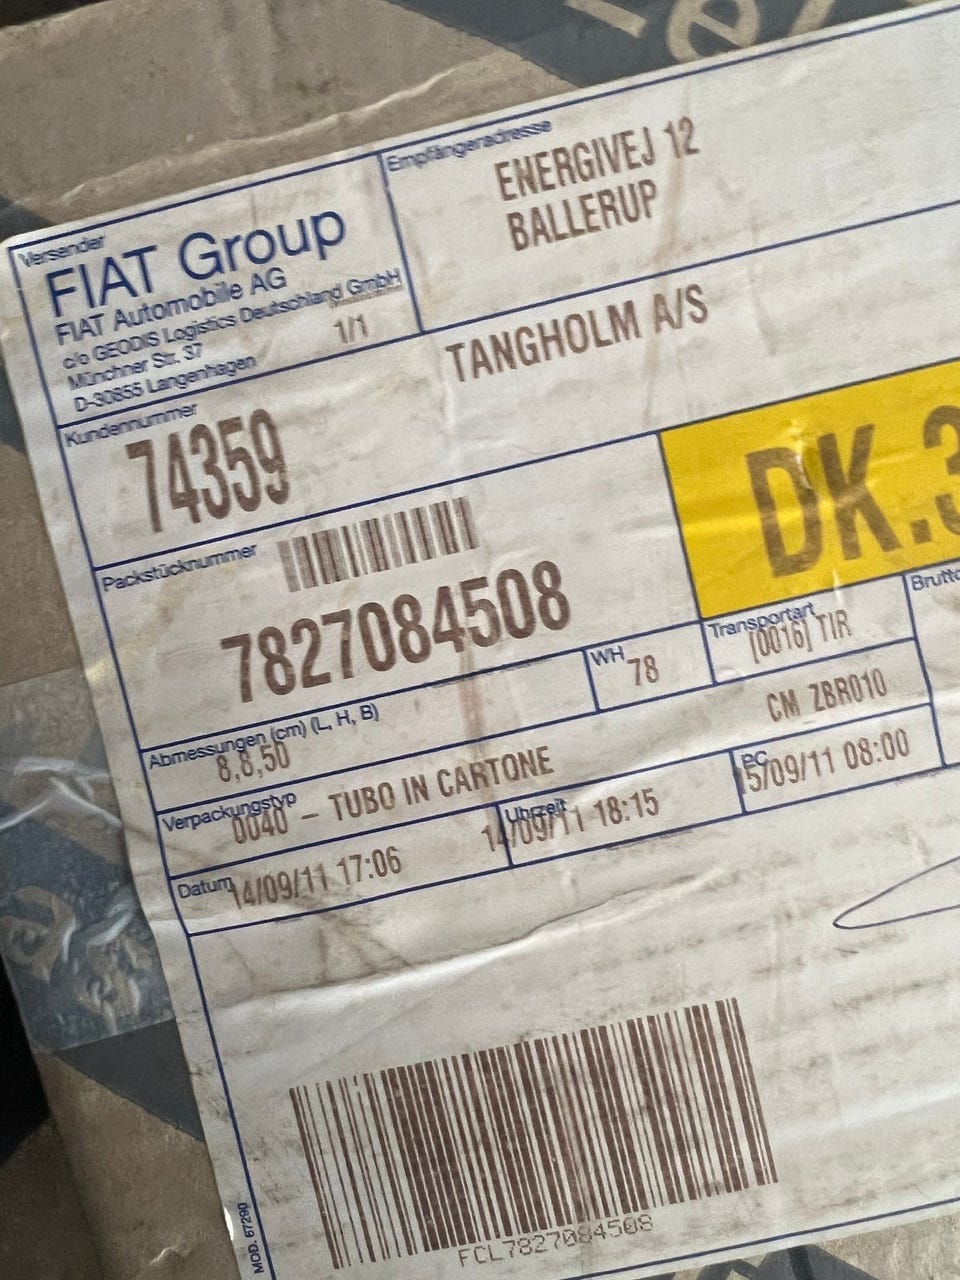 Versender
FIAT Group
FIAT Automobile AG
c/o GEODIS Logistics Deutschland GmbH
Münchner Str. 37
D-30855 Langenhagen
1/1
Empfängeradresse
ENERGIVEJ 12
BALLERUP
TANGHOLM A/S
Kundennummer
74359
Packstücknummer
7827084508
DK.3
WH
78
Transportart
[0016] TIR
Brutto
Abmessungen (cm) (L, H, B)
8,8,50
CM ZBR010
Verpackungstyp
0040 - TUBO IN CARTONE
Datum
14/09/11 17:06
Uhrzeit
14/09/11 18:15
PC
15/09/11 08:00
FCL7827084508
MOD. 67290